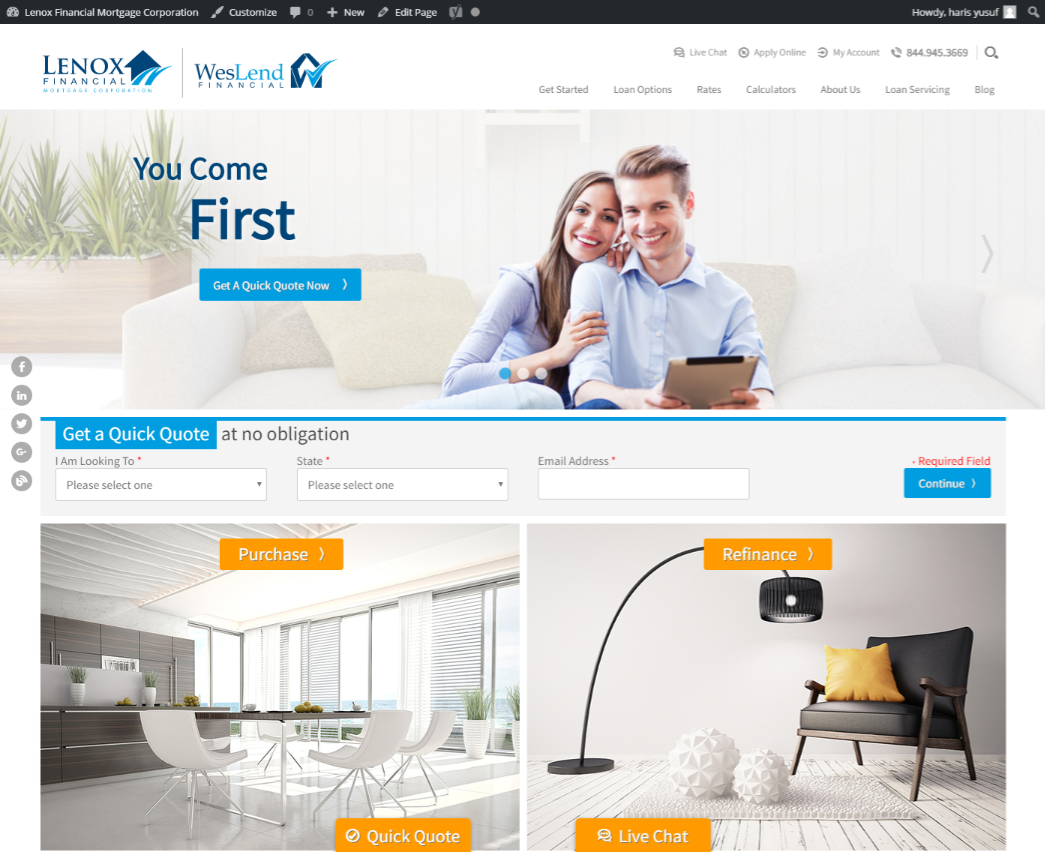 Lenox Financial Mortgage Corporation Customize 0 New Edit Page Howdy, haris yusuf
LENOX
FINANCIAL
MORTGAGE CORPORATION
WesLend
FINANCIAL
Live Chat Apply Online My Account 844.945.3669
Get Started Loan Options Rates Calculators About Us Loan Servicing Blog
You Come
First
Get A Quick Quote Now
Get a Quick Quote at no obligation
I Am Looking To * State * Email Address * • Required Field
Please select one Please select one Continue
Purchase Refinance
Quick Quote Live Chat